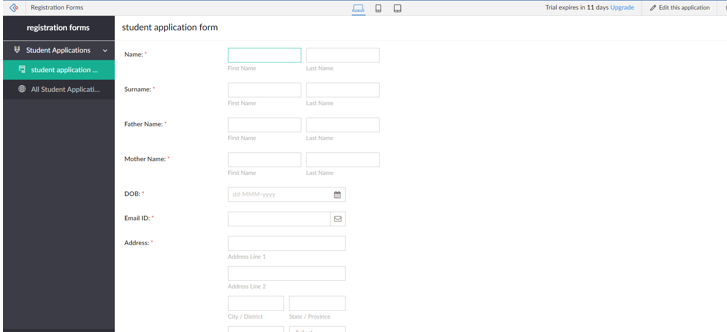 Registration Forms
Trial expires in 11 days Upgrade
Edit this application
registration forms
student application form
Student Applications
student application ...
All Student Applicati...
Name: *
First Name
Last Name
Surname: *
First Name
Last Name
Father Name: *
First Name
Last Name
Mother Name: *
First Name
Last Name
DOB: *
dd-MMM-yyyy
Email ID: *
Address: *
Address Line 1
Address Line 2
City / District
State / Province